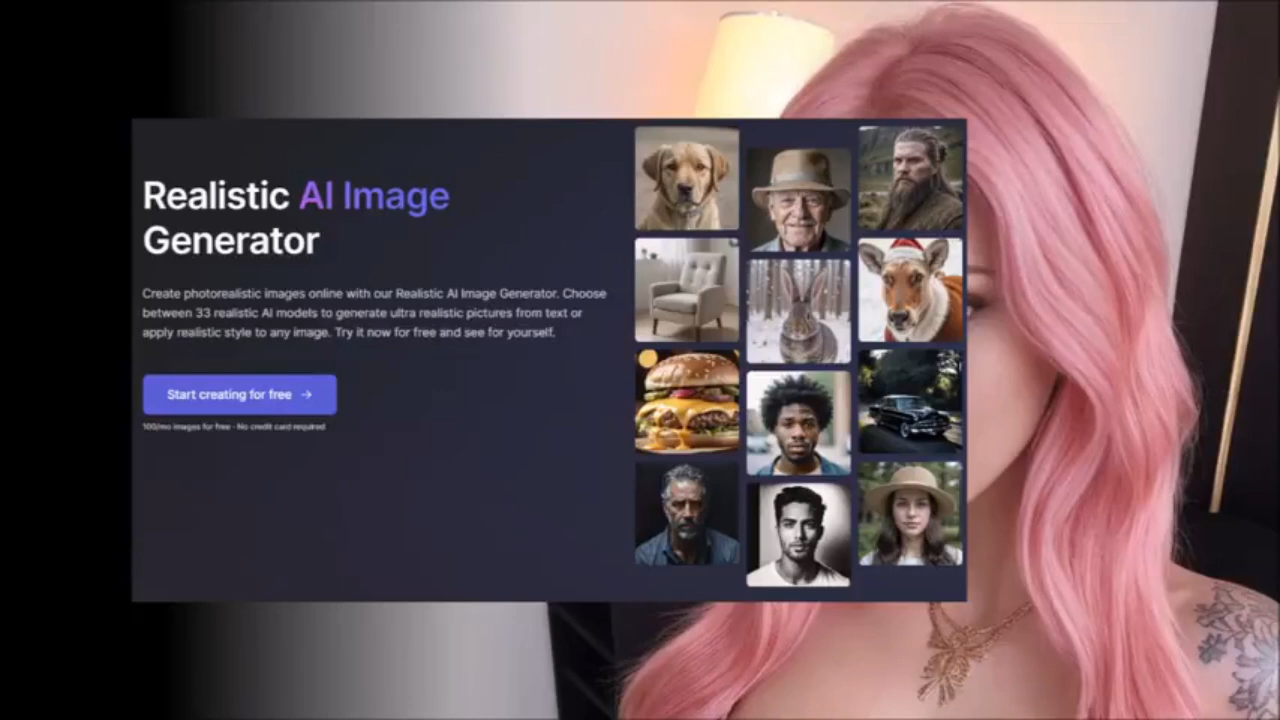 Realistic AI Image
Generator
Create photorealistic images online with our Realistic AI Image Generator. Choose
between 33 realistic AI models to generate ultra realistic pictures from text or
apply realistic style to any image. Try it now for free and see for yourself.
Start creating for free →
100/mo images for free - No credit card required